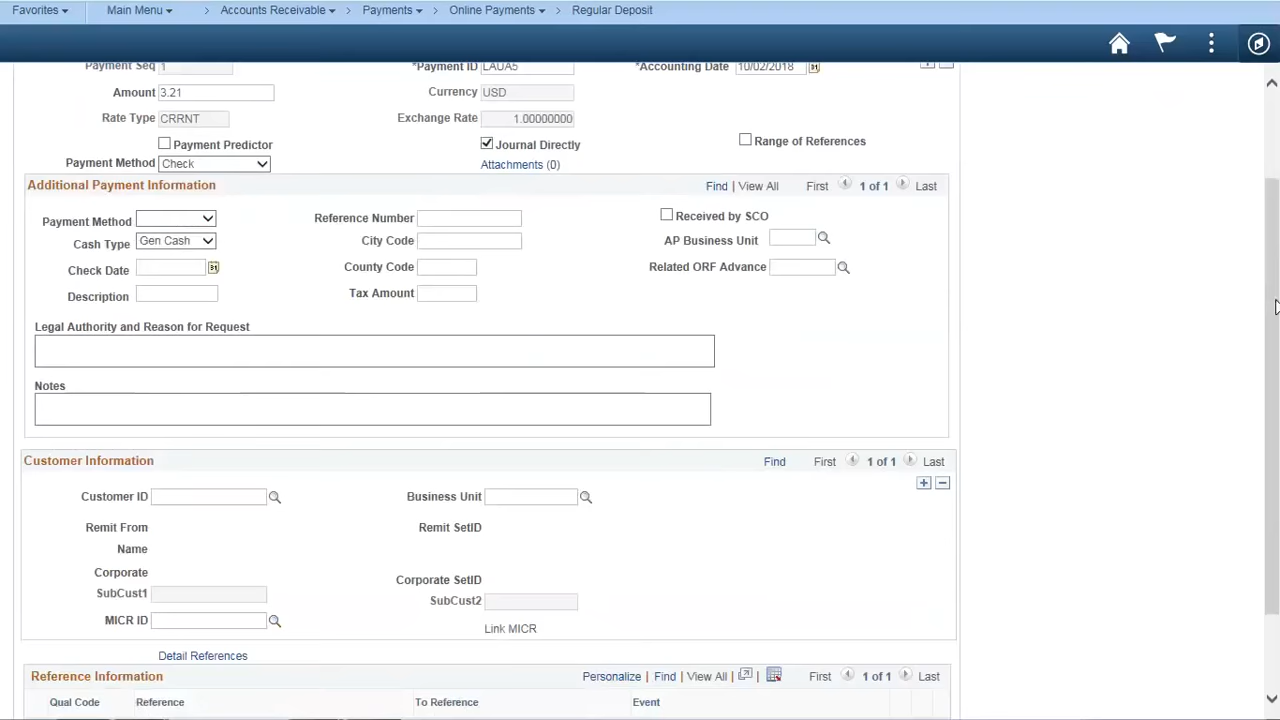 Favorites Main Menu > Accounts Receivable > Payments > Online Payments > Regular Deposit
Payment Seq 1 *Payment ID LAUA5 *Accounting Date 10/02/2018
Amount 3.21 Currency USD
Rate Type CRRNT Exchange Rate 1.00000000
Payment Predictor Journal Directly Range of References
Payment Method Check Attachments (0)
Additional Payment Information Find | View All First 1 of 1 Last
Payment Method Reference Number Received by SCO
Cash Type Gen Cash City Code AP Business Unit
Check Date County Code Related ORF Advance
Description Tax Amount
Legal Authority and Reason for Request
Notes
Customer Information Find First 1 of 1 Last
Customer ID Business Unit
Remit From Remit SetID
Name
Corporate Corporate SetID
SubCust1 SubCust2
MICR ID Link MICR
Detail References
Reference Information Personalize | Find | View All | | First 1 of 1 Last
Qual Code Reference To Reference Event